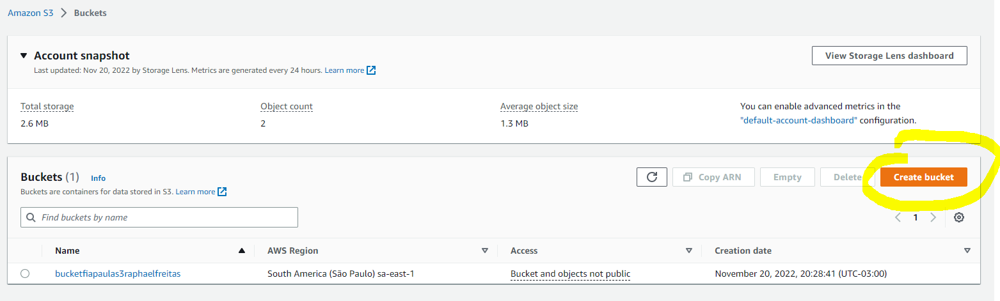 Amazon S3 > Buckets
Account snapshot
View Storage Lens dashboard
Last updated: Nov 20, 2022 by Storage Lens. Metrics are generated every 24 hours. Learn more
Total storage
Object count
Average object size
You can enable advanced metrics in the
"default-account-dashboard" configuration.
2.6 MB
2
1.3 MB
Buckets (1) Info
Copy ARN
Empty
Delete
Create bucket
Buckets are containers for data stored in S3. Learn more
Find buckets by name
1
Name AWS Region Access Creation date
bucketfiapaulas3raphaelfreitas South America (São Paulo) sa-east-1 Bucket and objects not public November 20, 2022, 20:28:41 (UTC-03:00)